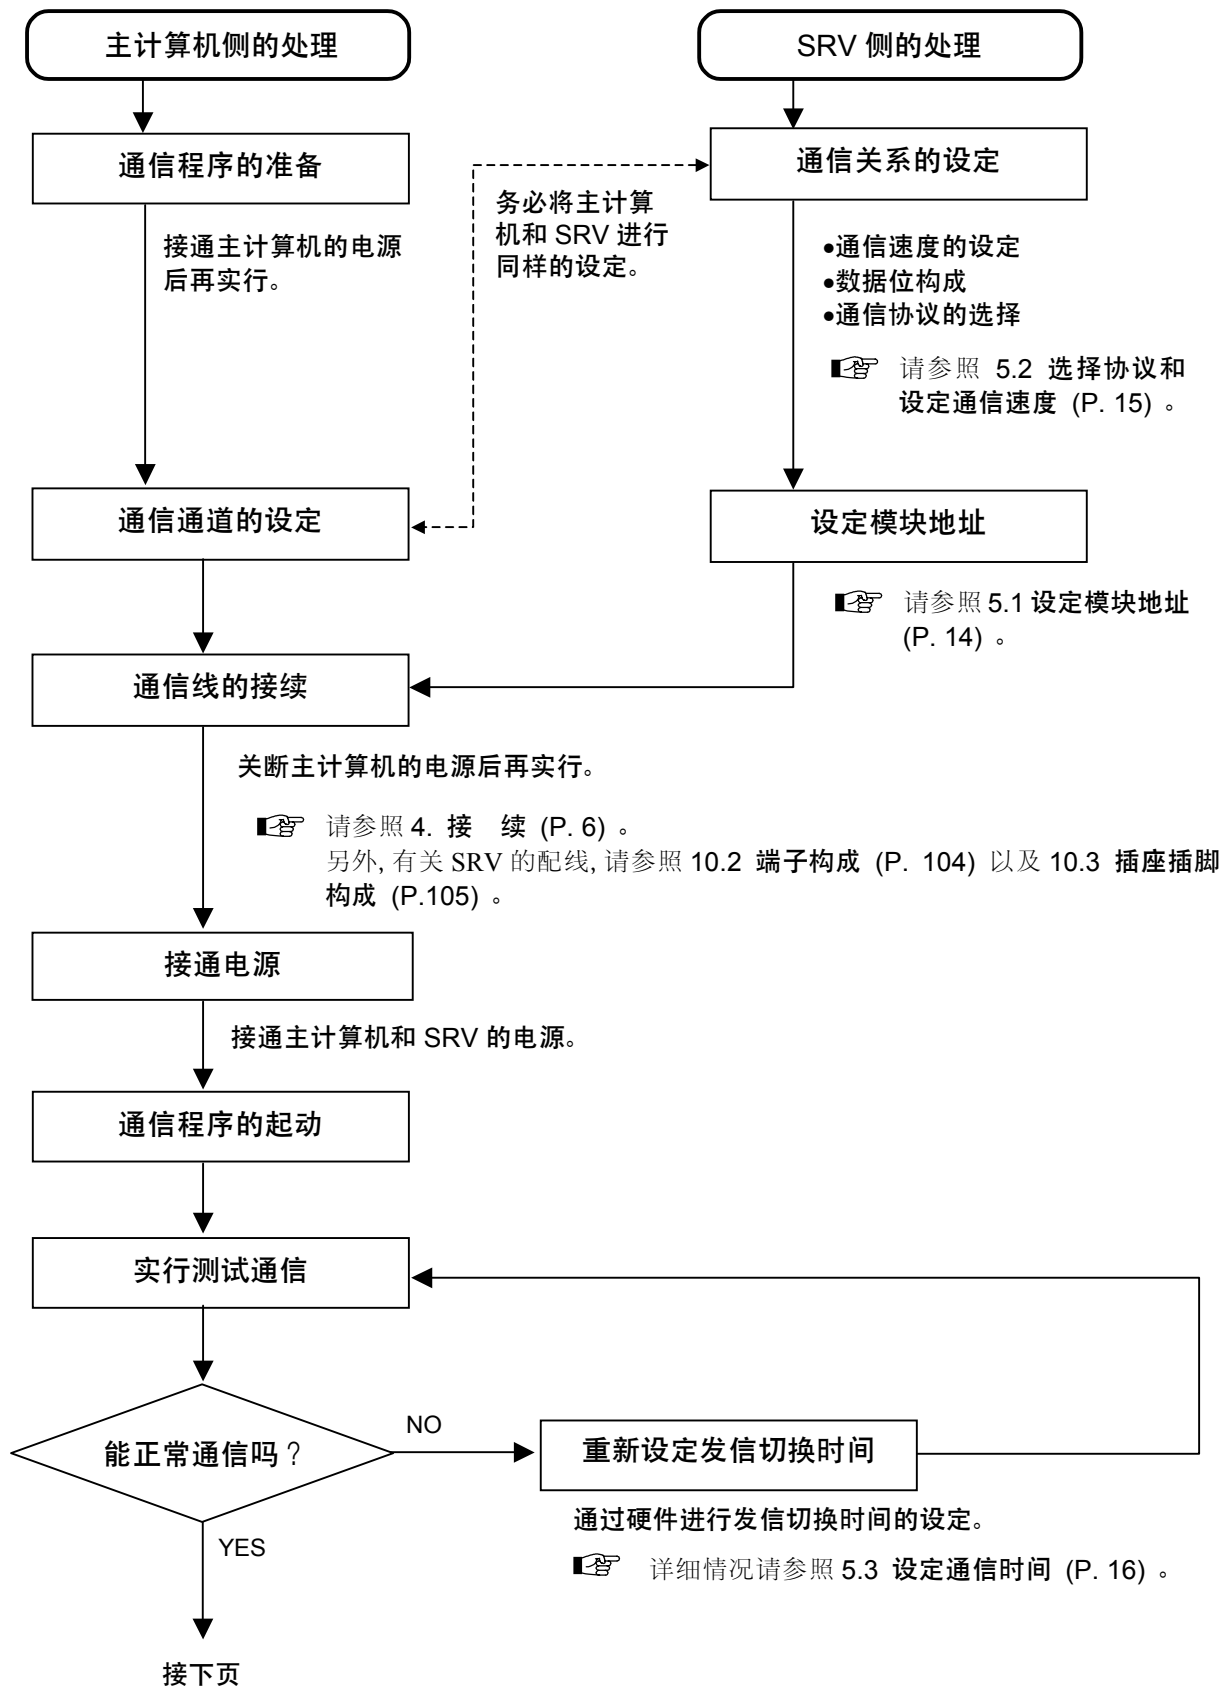 主计算机侧的处理
SRV 侧的处理
通信程序的准备
通信关系的设定
接通主计算机的电源
后再实行。
务必将主计算
机和 SRV 进行
同样的设定。
•通信速度的设定
•数据位构成
•通信协议的选择
请参照 5.2 选择协议和
设定通信速度 (P. 15) 。
通信通道的设定
设定模块地址
请参照 5.1 设定模块地址
(P. 14) 。
通信线的接续
关断主计算机的电源后再实行。
请参照 4. 接 续 (P. 6) 。
另外, 有关 SRV 的配线, 请参照 10.2 端子构成 (P. 104) 以及 10.3 插座插脚
构成 (P.105) 。
接通电源
接通主计算机和 SRV 的电源。
通信程序的起动
实行测试通信
能正常通信吗？
NO
重新设定发信切换时间
YES
通过硬件进行发信切换时间的设定。
详细情况请参照 5.3 设定通信时间 (P. 16) 。
接下页